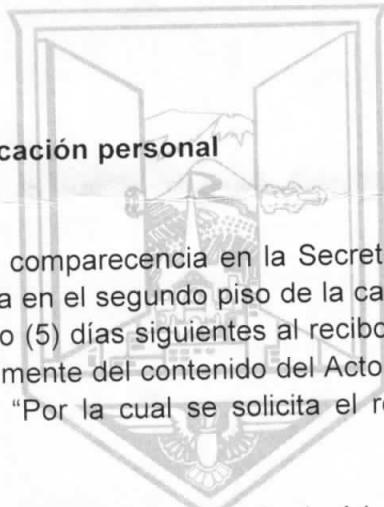 cación personal
comparecencia en la Secret
a en el segundo piso de la ca
o (5) días siguientes al recibo
mente del contenido del Acto
"Por la cual se solicita el re